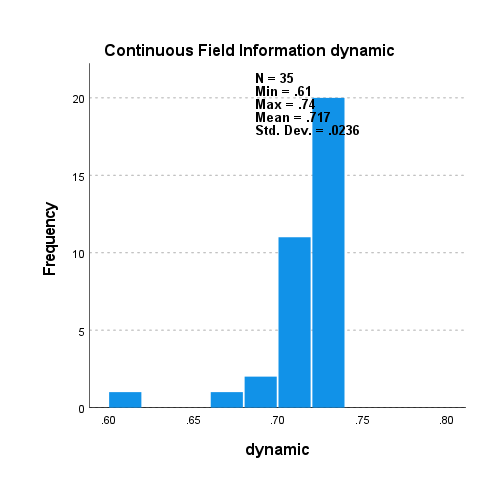 Continuous Field Information dynamic
N = 35
Min = .61
Max = .74
Mean = .717
Std. Dev. = .0236
20
15
10
5
0
Frequency
.60 .65 .70 .75 .80
dynamic